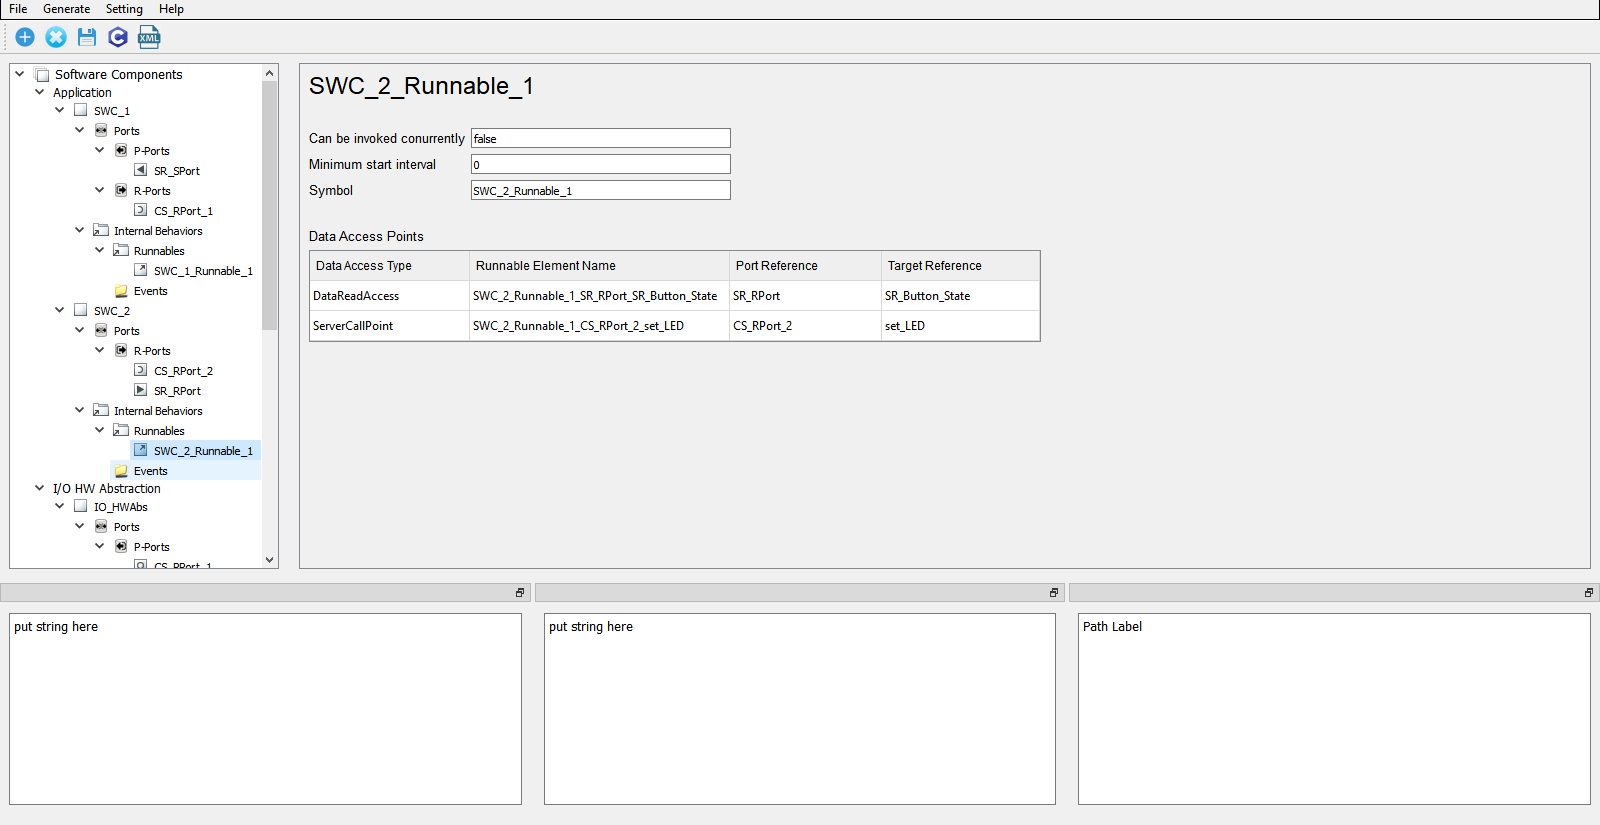 File Generate Setting Help
C XML
Software Components
Application
SWC_1
Ports
P-Ports
SR_SPort
R-Ports
CS_RPort_1
Internal Behaviors
Runnables
SWC_1_Runnable_1
Events
SWC_2
Ports
R-Ports
CS_RPort_2
SR_RPort
Internal Behaviors
Runnables
SWC_2_Runnable_1
Events
I/O HW Abstraction
IO_HWAbs
Ports
P-Ports
SWC_2_Runnable_1
Can be invoked conurrently false
Minimum start interval 0
Symbol SWC_2_Runnable_1
Data Access Points
Data Access Type Runnable Element Name Port Reference Target Reference
DataReadAccess SWC_2_Runnable_1_SR_RPort_SR_Button_State SR_RPort SR_Button_State
ServerCallPoint SWC_2_Runnable_1_CS_RPort_2_set_LED CS_RPort_2 set_LED
put string here
put string here
Path Label